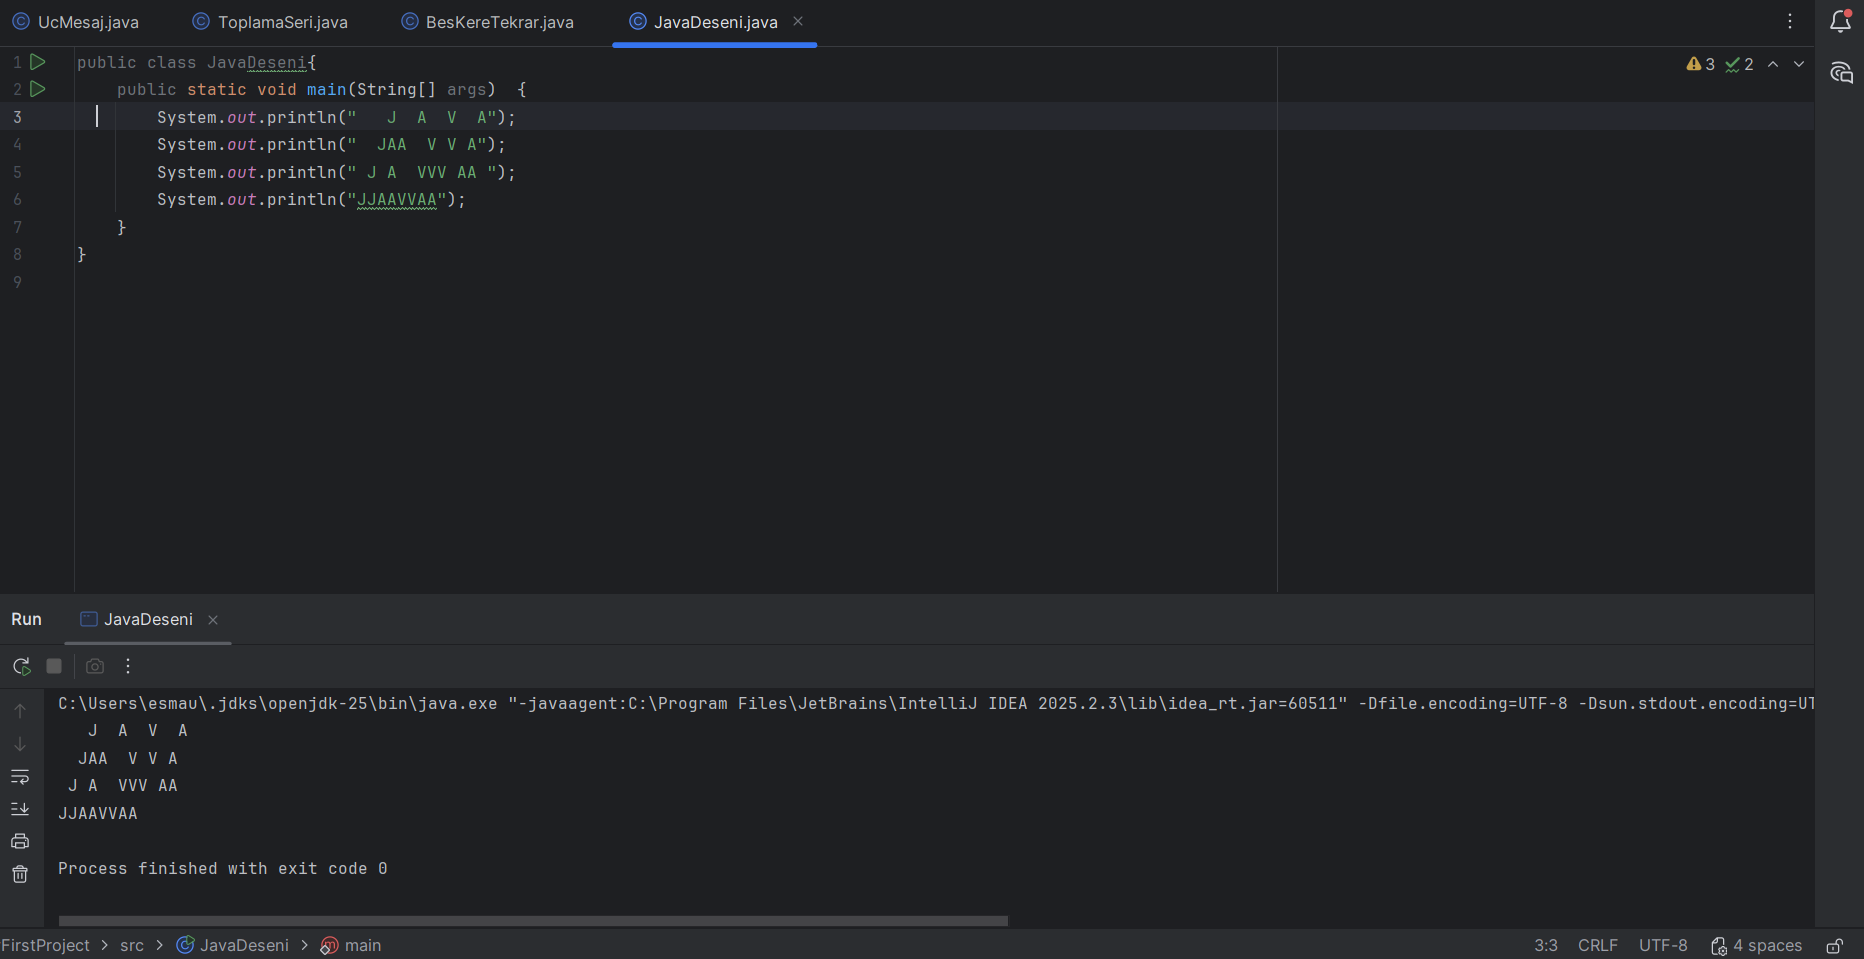 UcMesaj.java ToplamaSeri.java BesKereTekrar.java JavaDeseni.java
1 public class JavaDeseni{ 3 2
2     public static void main(String[] args)  {
3         System.out.println("   J  A  V  A");
4         System.out.println("  JAA  V V A");
5         System.out.println(" J A  VVV AA ");
6         System.out.println("JJAAVVAA");
7     }
8 }
9
Run JavaDeseni
C:\Users\esmau\.jdks\openjdk-25\bin\java.exe "-javaagent:C:\Program Files\JetBrains\IntelliJ IDEA 2025.2.3\lib\idea_rt.jar=60511" -Dfile.encoding=UTF-8 -Dsun.stdout.encoding=UT
   J  A  V  A
  JAA  V V A
 J A  VVV AA
JJAAVVAA
Process finished with exit code 0
FirstProject > src > JavaDeseni > main 3:3 CRLF UTF-8 4 spaces